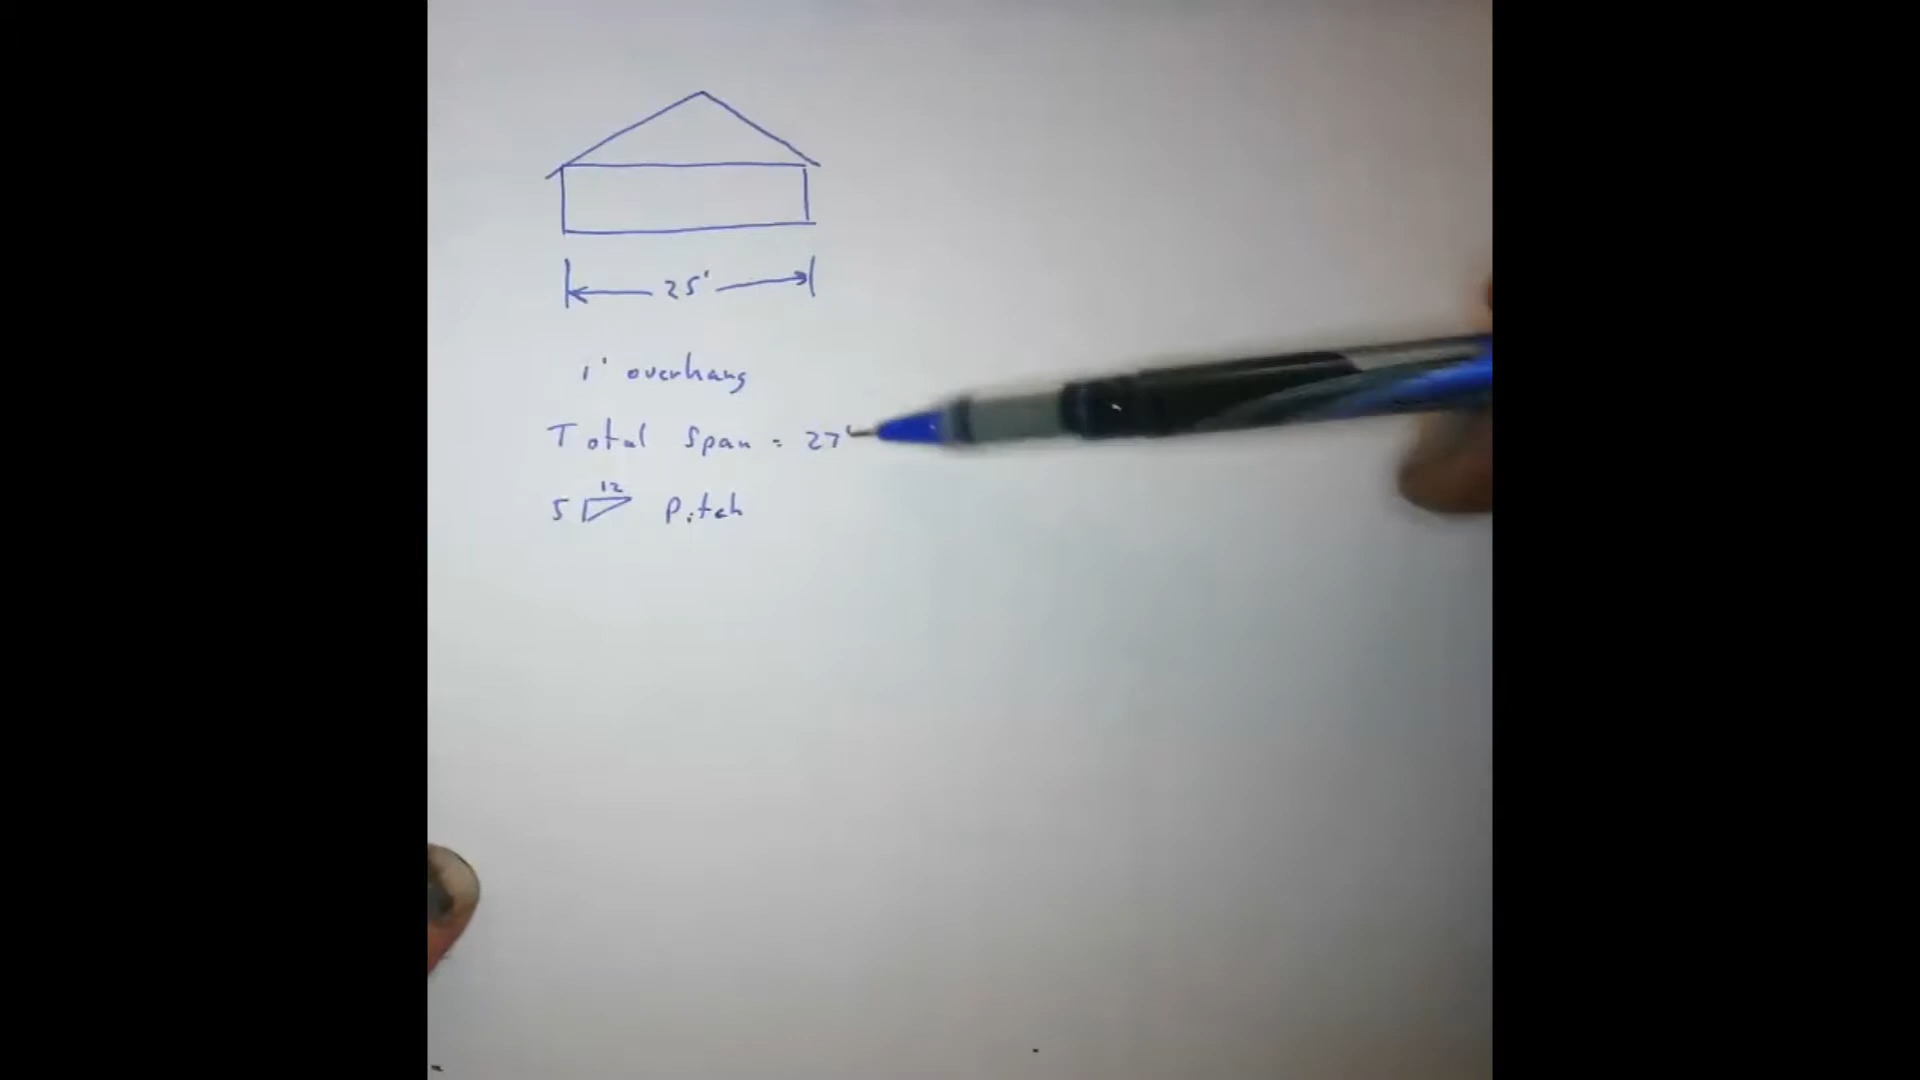 25'
1' overhang
Total span = 27'
12
5 Pitch